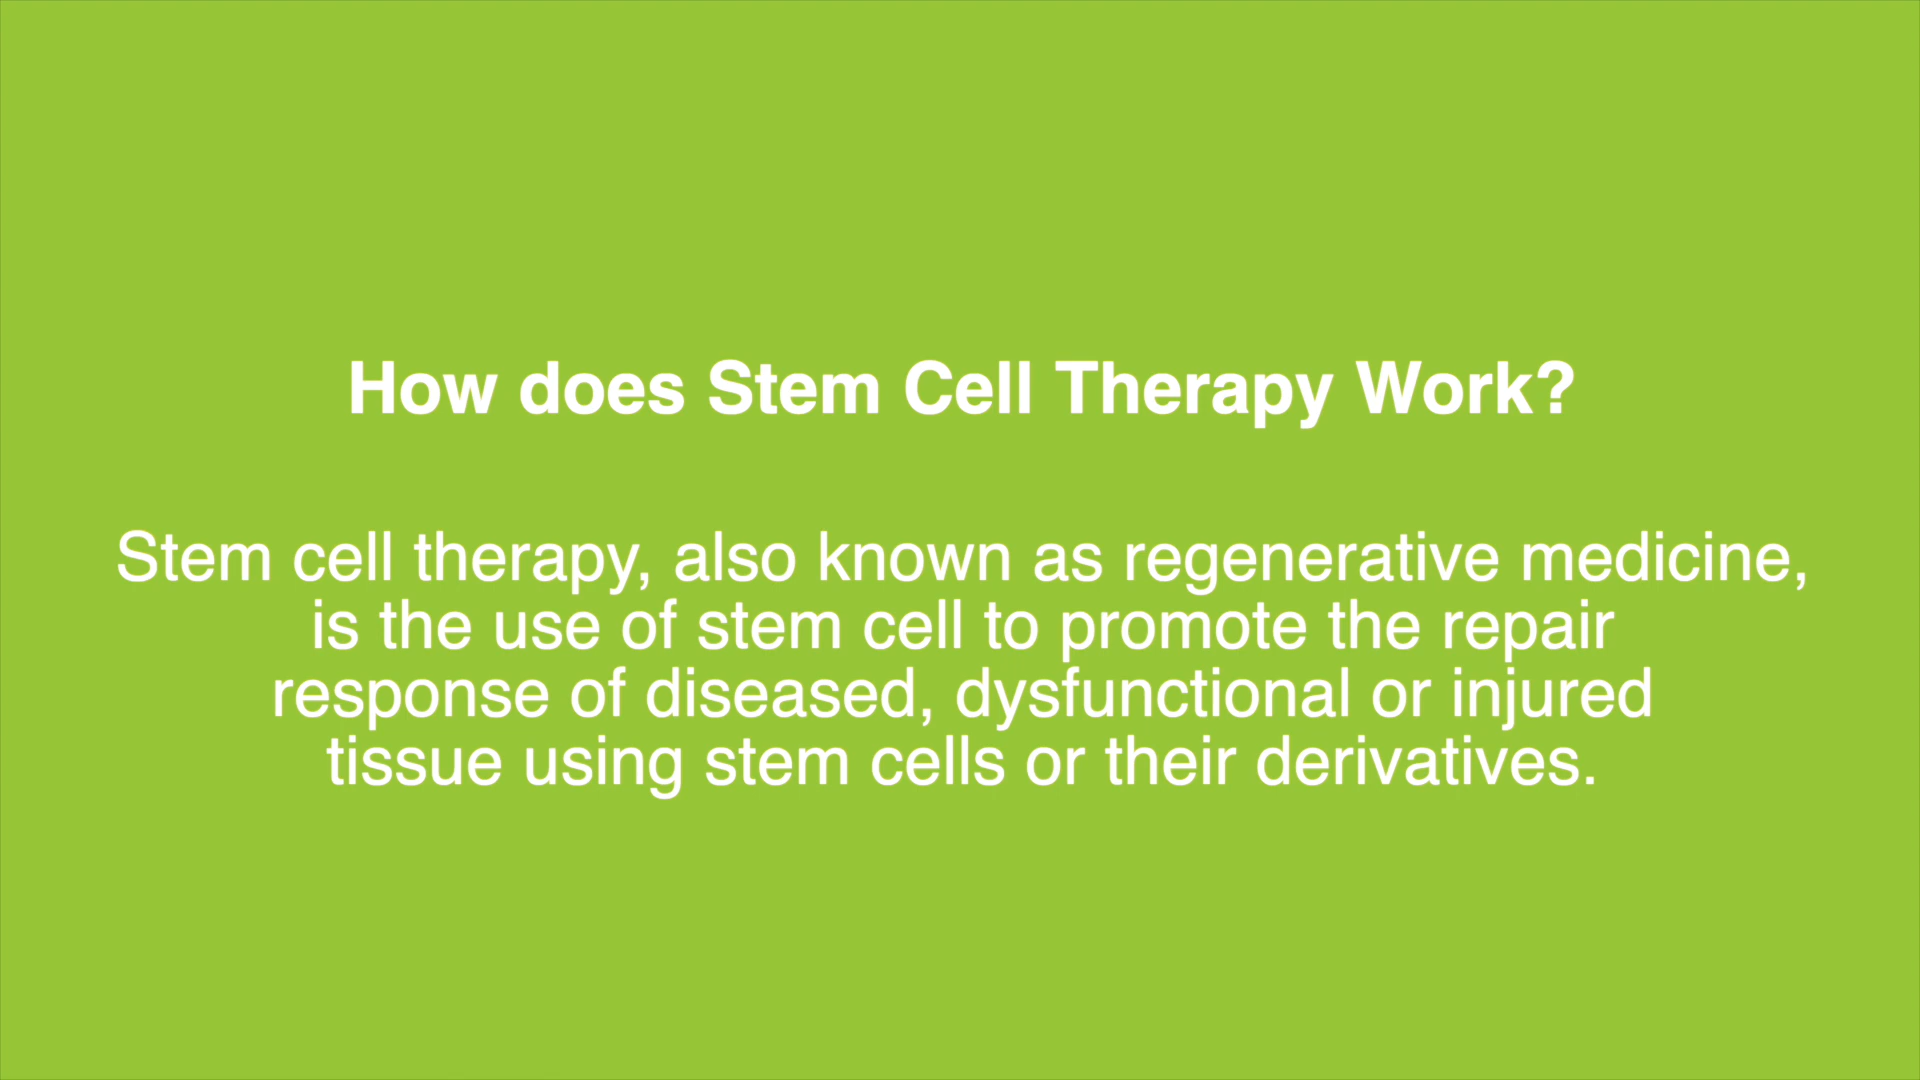 How does Stem Cell Therapy Work?
Stem cell therapy, also known as regenerative medicine,
is the use of stem cell to promote the repair
response of diseased, dysfunctional or injured
tissue using stem cells or their derivatives.